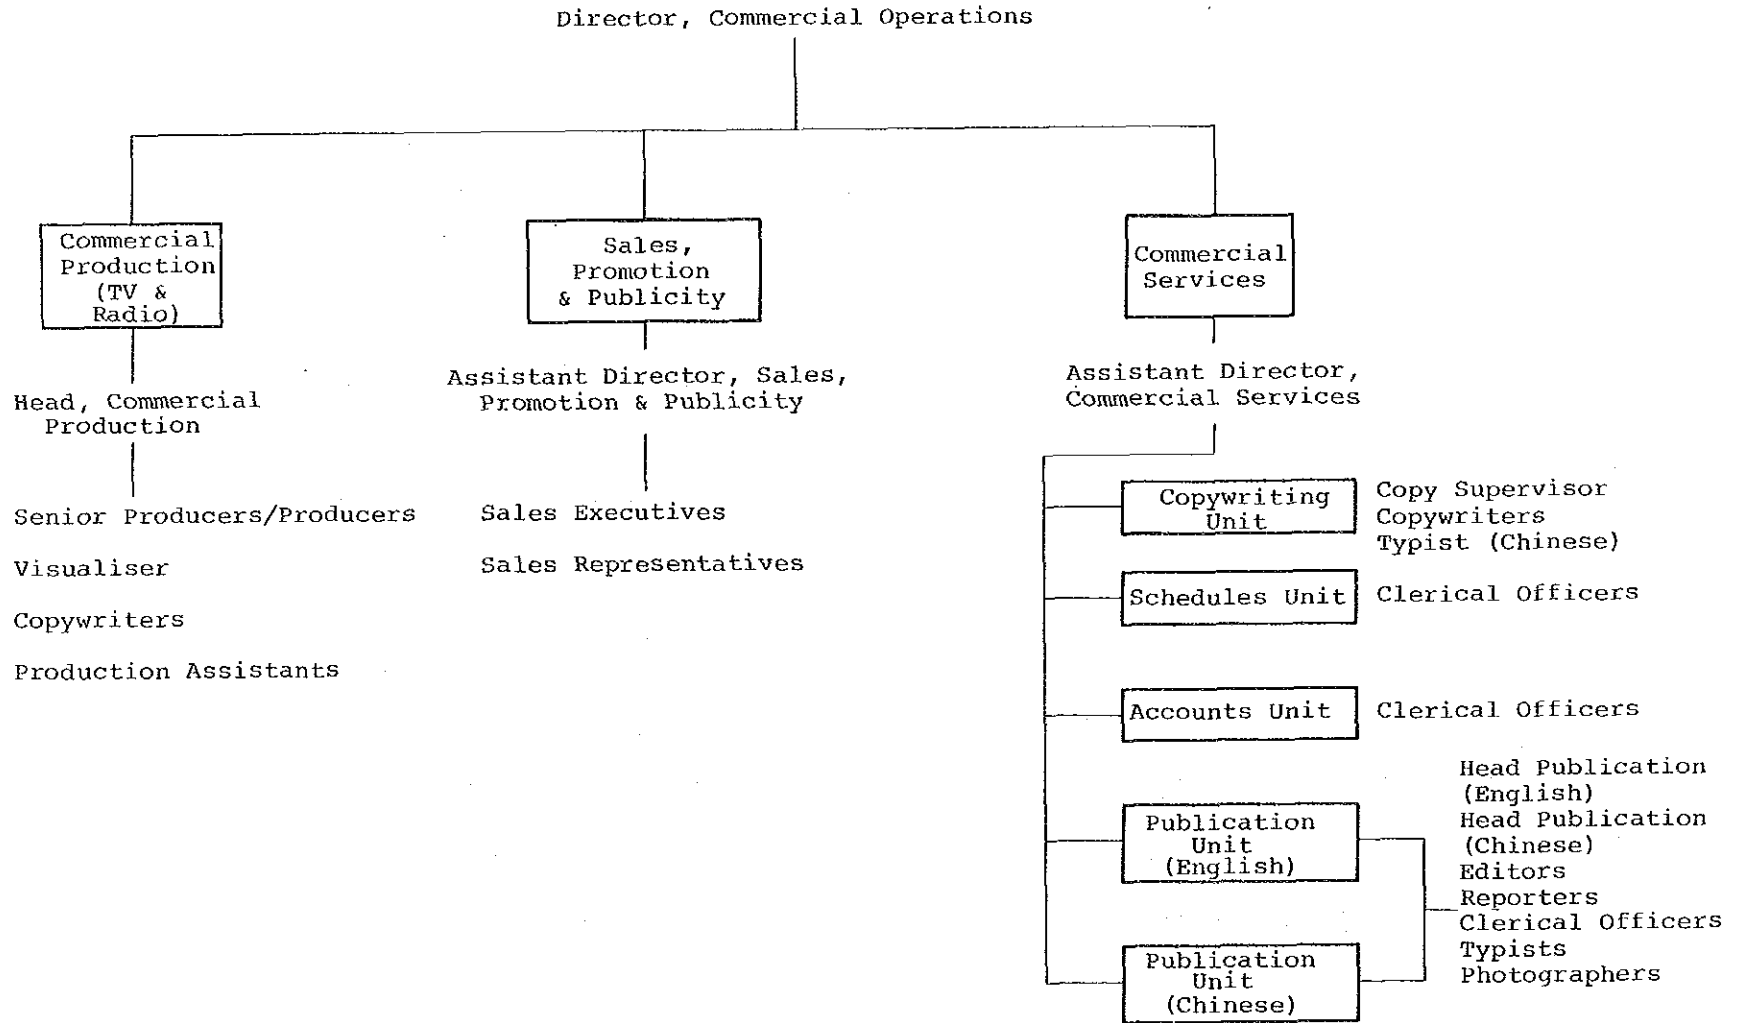 Director, Commercial Operations
Commercial
Production
(TV &
Radio)
Head, Commercial
Production
Senior Producers/Producers
Visualiser
Copywriters
Production Assistants
Sales,
Promotion
& Publicity
Assistant Director, Sales,
Promotion & Publicity
Sales Executives
Sales Representatives
Commercial
Services
Assistant Director,
Commercial Services
Copywriting
Unit
Copy Supervisor
Copywriters
Typist (Chinese)
Schedules Unit
Clerical Officers
Accounts Unit
Clerical Officers
Publication
Unit
(English)
Publication
Unit
(Chinese)
Head Publication
(English)
Head Publication
(Chinese)
Editors
Reporters
Clerical Officers
Typists
Photographers